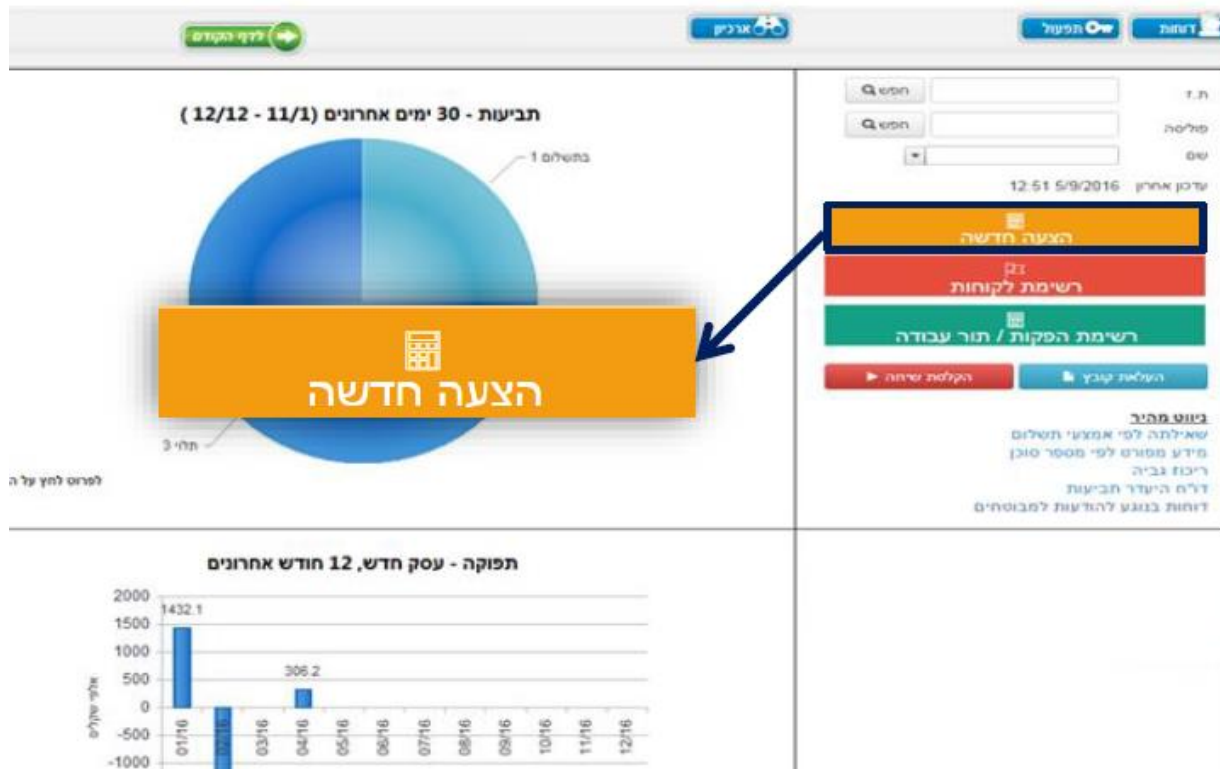 דוחות
תפעול
ארכיון
לדף הקודם
ת.ז
חפש
פוליסה
חפש
שם
עדכון אחרון 5/9/2016 12:51
הצעה חדשה
רשימת לקוחות
רשימת הפקות / תור עבודה
העלאת קובץ
הקלטת שיחה
ניווט מהיר
שאילתה לפי אמצעי תשלום
מידע מפורט לפי מספר סוכן
ריכוז גביה
דו"ח היעדר תביעות
דוחות בנוגע להודעות למבוטחים
תביעות - 30 ימים אחרונים (11/1 - 12/12 )
בתשלום 1
הצעה חדשה
תלוי 3
לפרוט לחץ על ה
תפוקה - עסק חדש, 12 חודש אחרונים
אלפי שקלים
2000
1500
1000
500
0
-500
-1000
1432.1
306.2
01/16
02/16
03/16
04/16
05/16
06/16
07/16
08/16
09/16
10/16
11/16
12/16